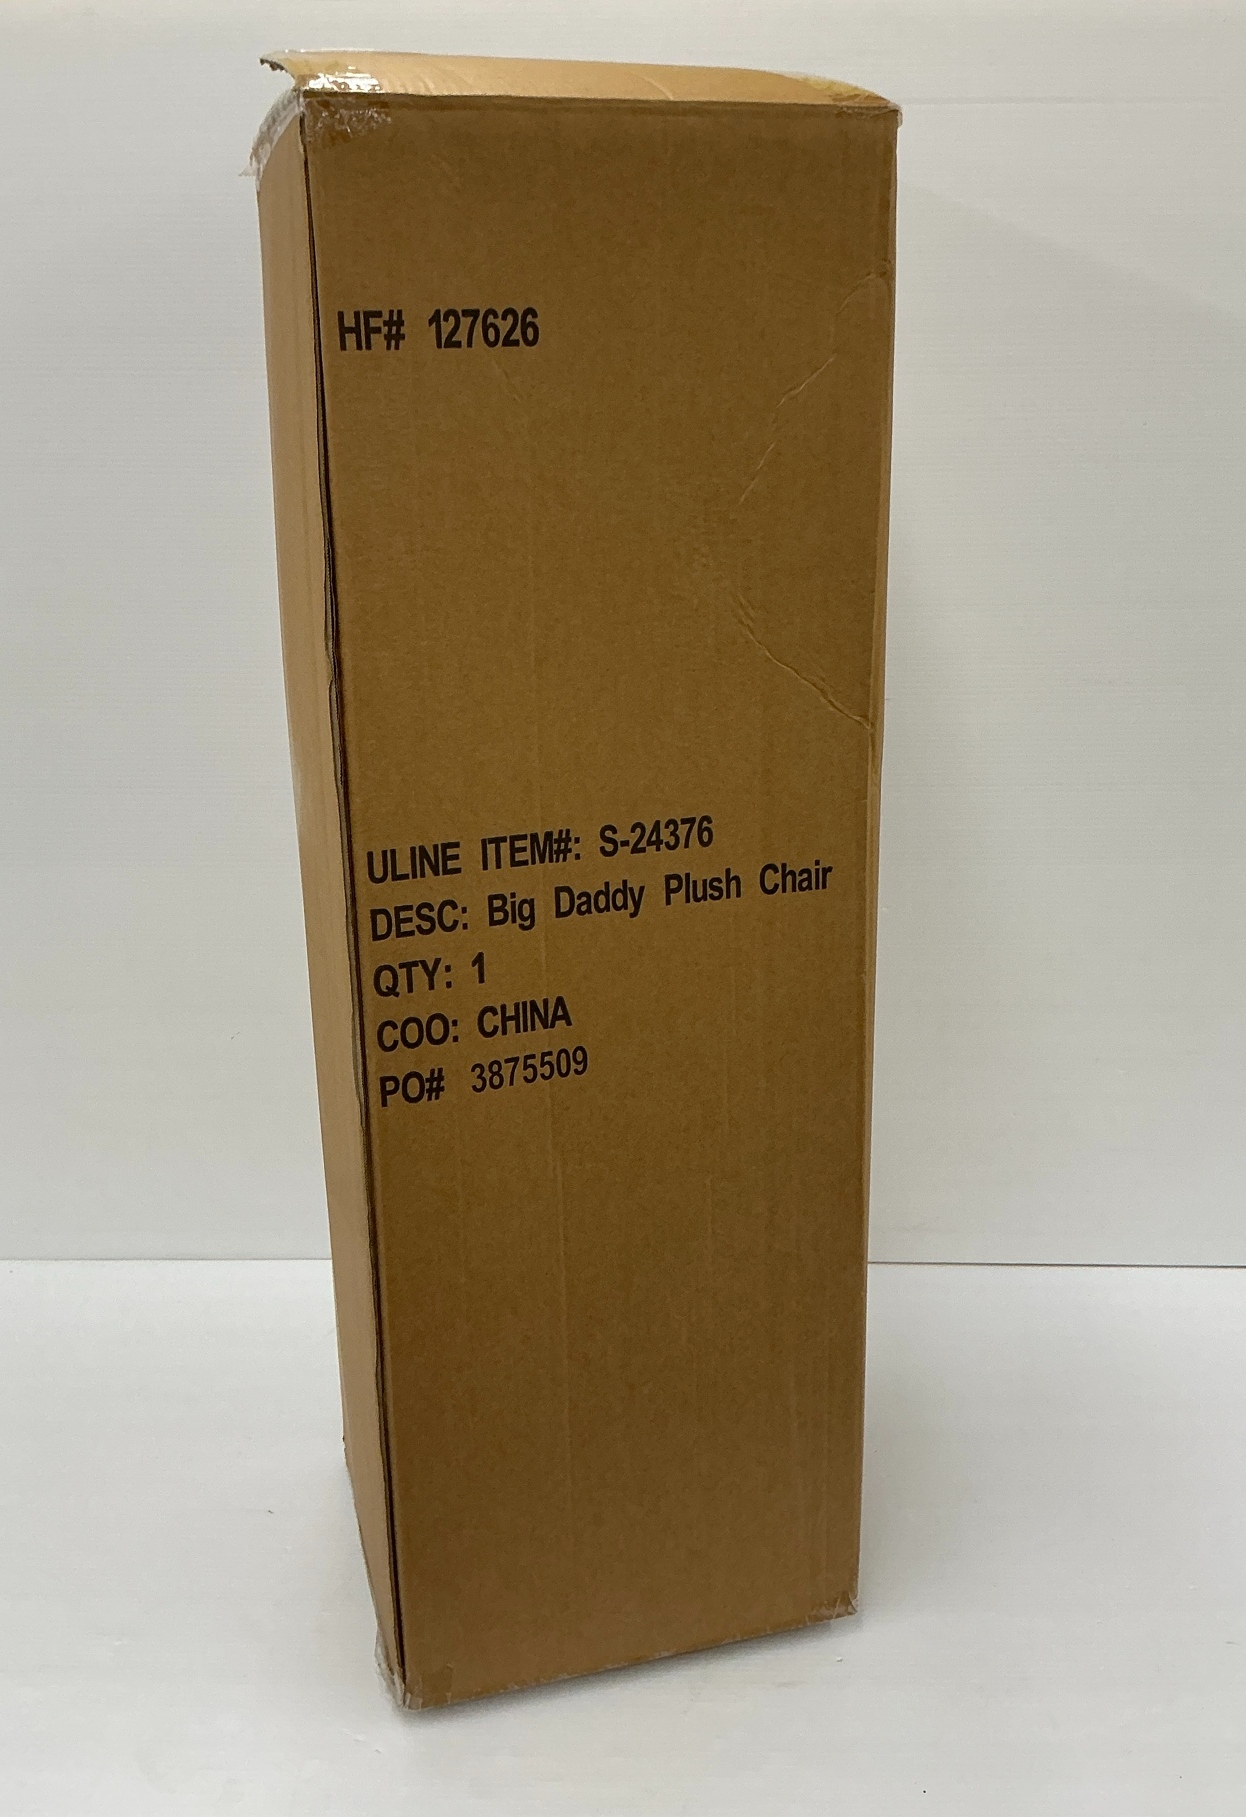 HF# 127626
ULINE ITEM#: S-24376
DESC: Big Daddy Plush Chair
QTY: 1
COO: CHINA
PO# 3875509